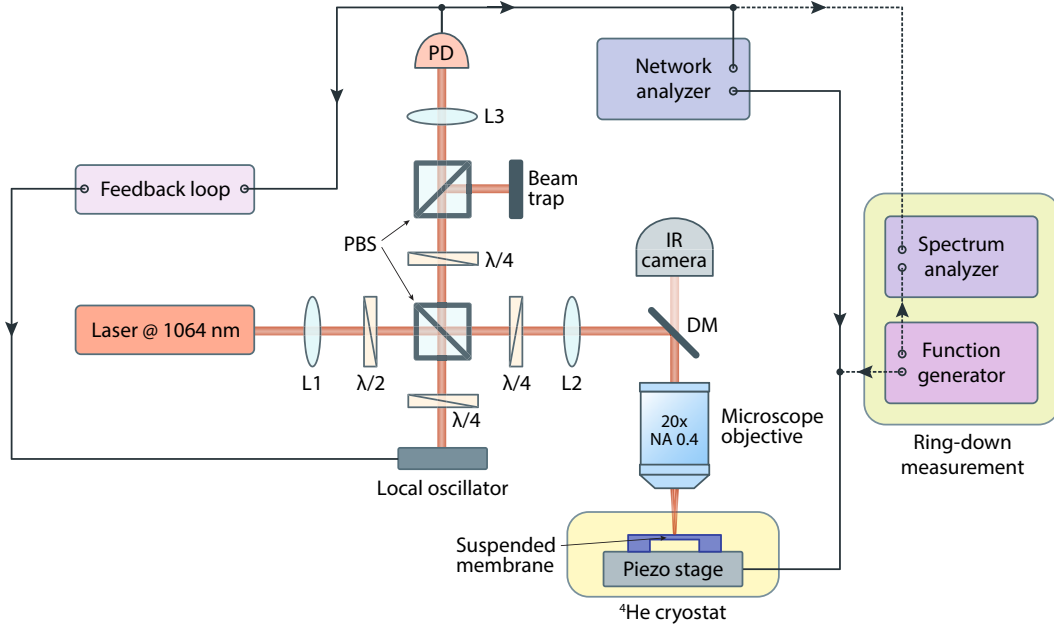 PD
Network
analyzer
L3
Feedback loop
Beam
trap
PBS
λ/4
IR
camera
Spectrum
analyzer
Laser @ 1064 nm
DM
Function
generator
L1
λ/2
λ/4
L2
λ/4
20x
NA 0.4
Microscope
objective
Ring-down
measurement
Local oscillator
Suspended
membrane
Piezo stage
⁴He cryostat